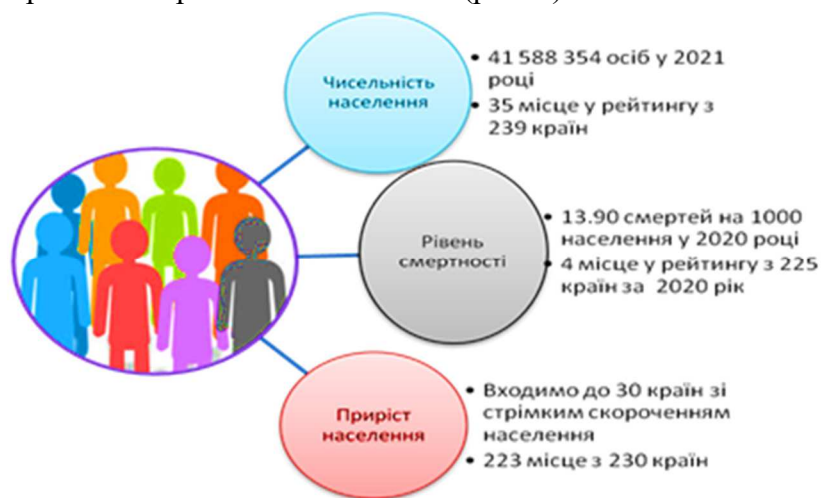 Чисельність
населення
• 41 588 354 осіб у 2021
році
• 35 місце у рейтингу з
239 країн
Рівень
смертності
• 13.90 смертей на 1000
населення у 2020 році
• 4 місце у рейтингу з 225
країн за 2020 рік
Приріст
населення
• Входимо до 30 країн зі
стрімким скороченням
населення
• 223 місце з 230 країн